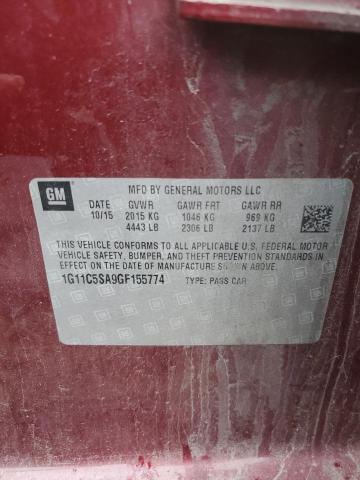 GM
MFD BY GENERAL MOTORS LLC
DATE GVWR GAWR FRT GAWR RR
10/15 2015 KG 1046 KG 969 KG
4443 LB 2306 LB 2137 LB
THIS VEHICLE CONFORMS TO ALL APPLICABLE U.S. FEDERAL MOTOR
VEHICLE SAFETY, BUMPER, AND THEFT PREVENTION STANDARDS IN
EFFECT ON THE DATE OF MANUFACTURE SHOWN ABOVE.
1G11C5SA9GF155774 TYPE: PASS CAR